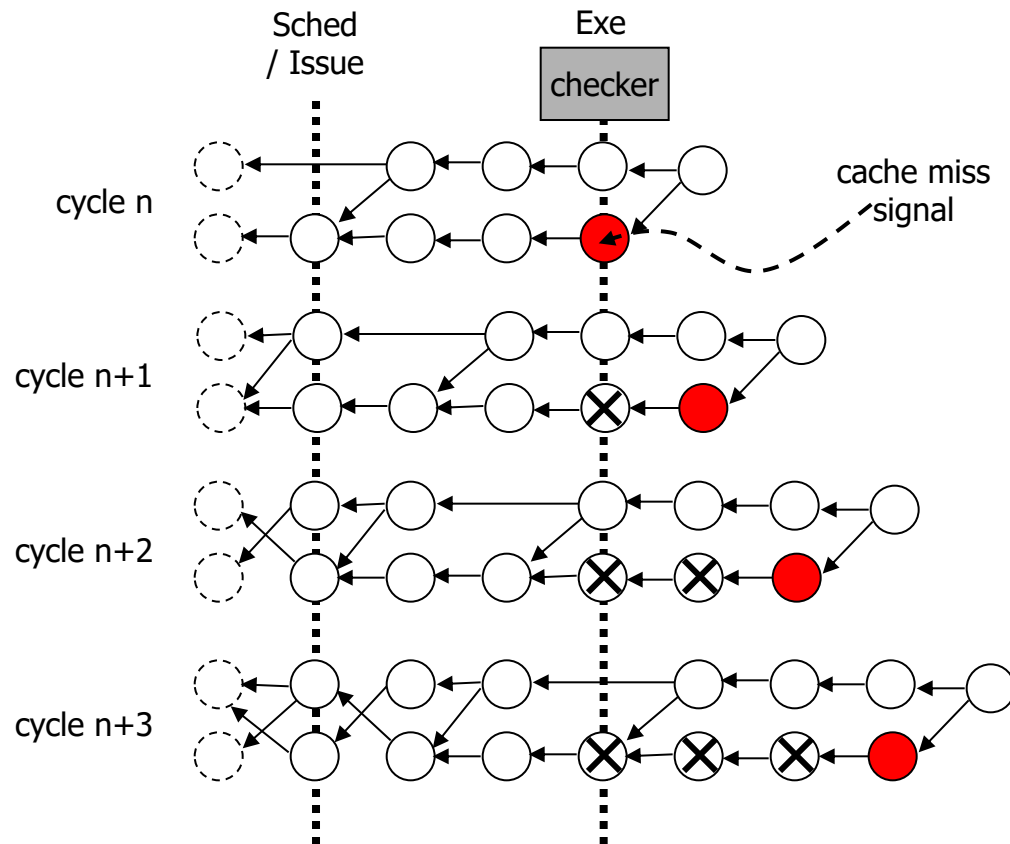 Sched
/ Issue
Exe
checker
cycle n
cache miss
signal
cycle n+1
cycle n+2
cycle n+3